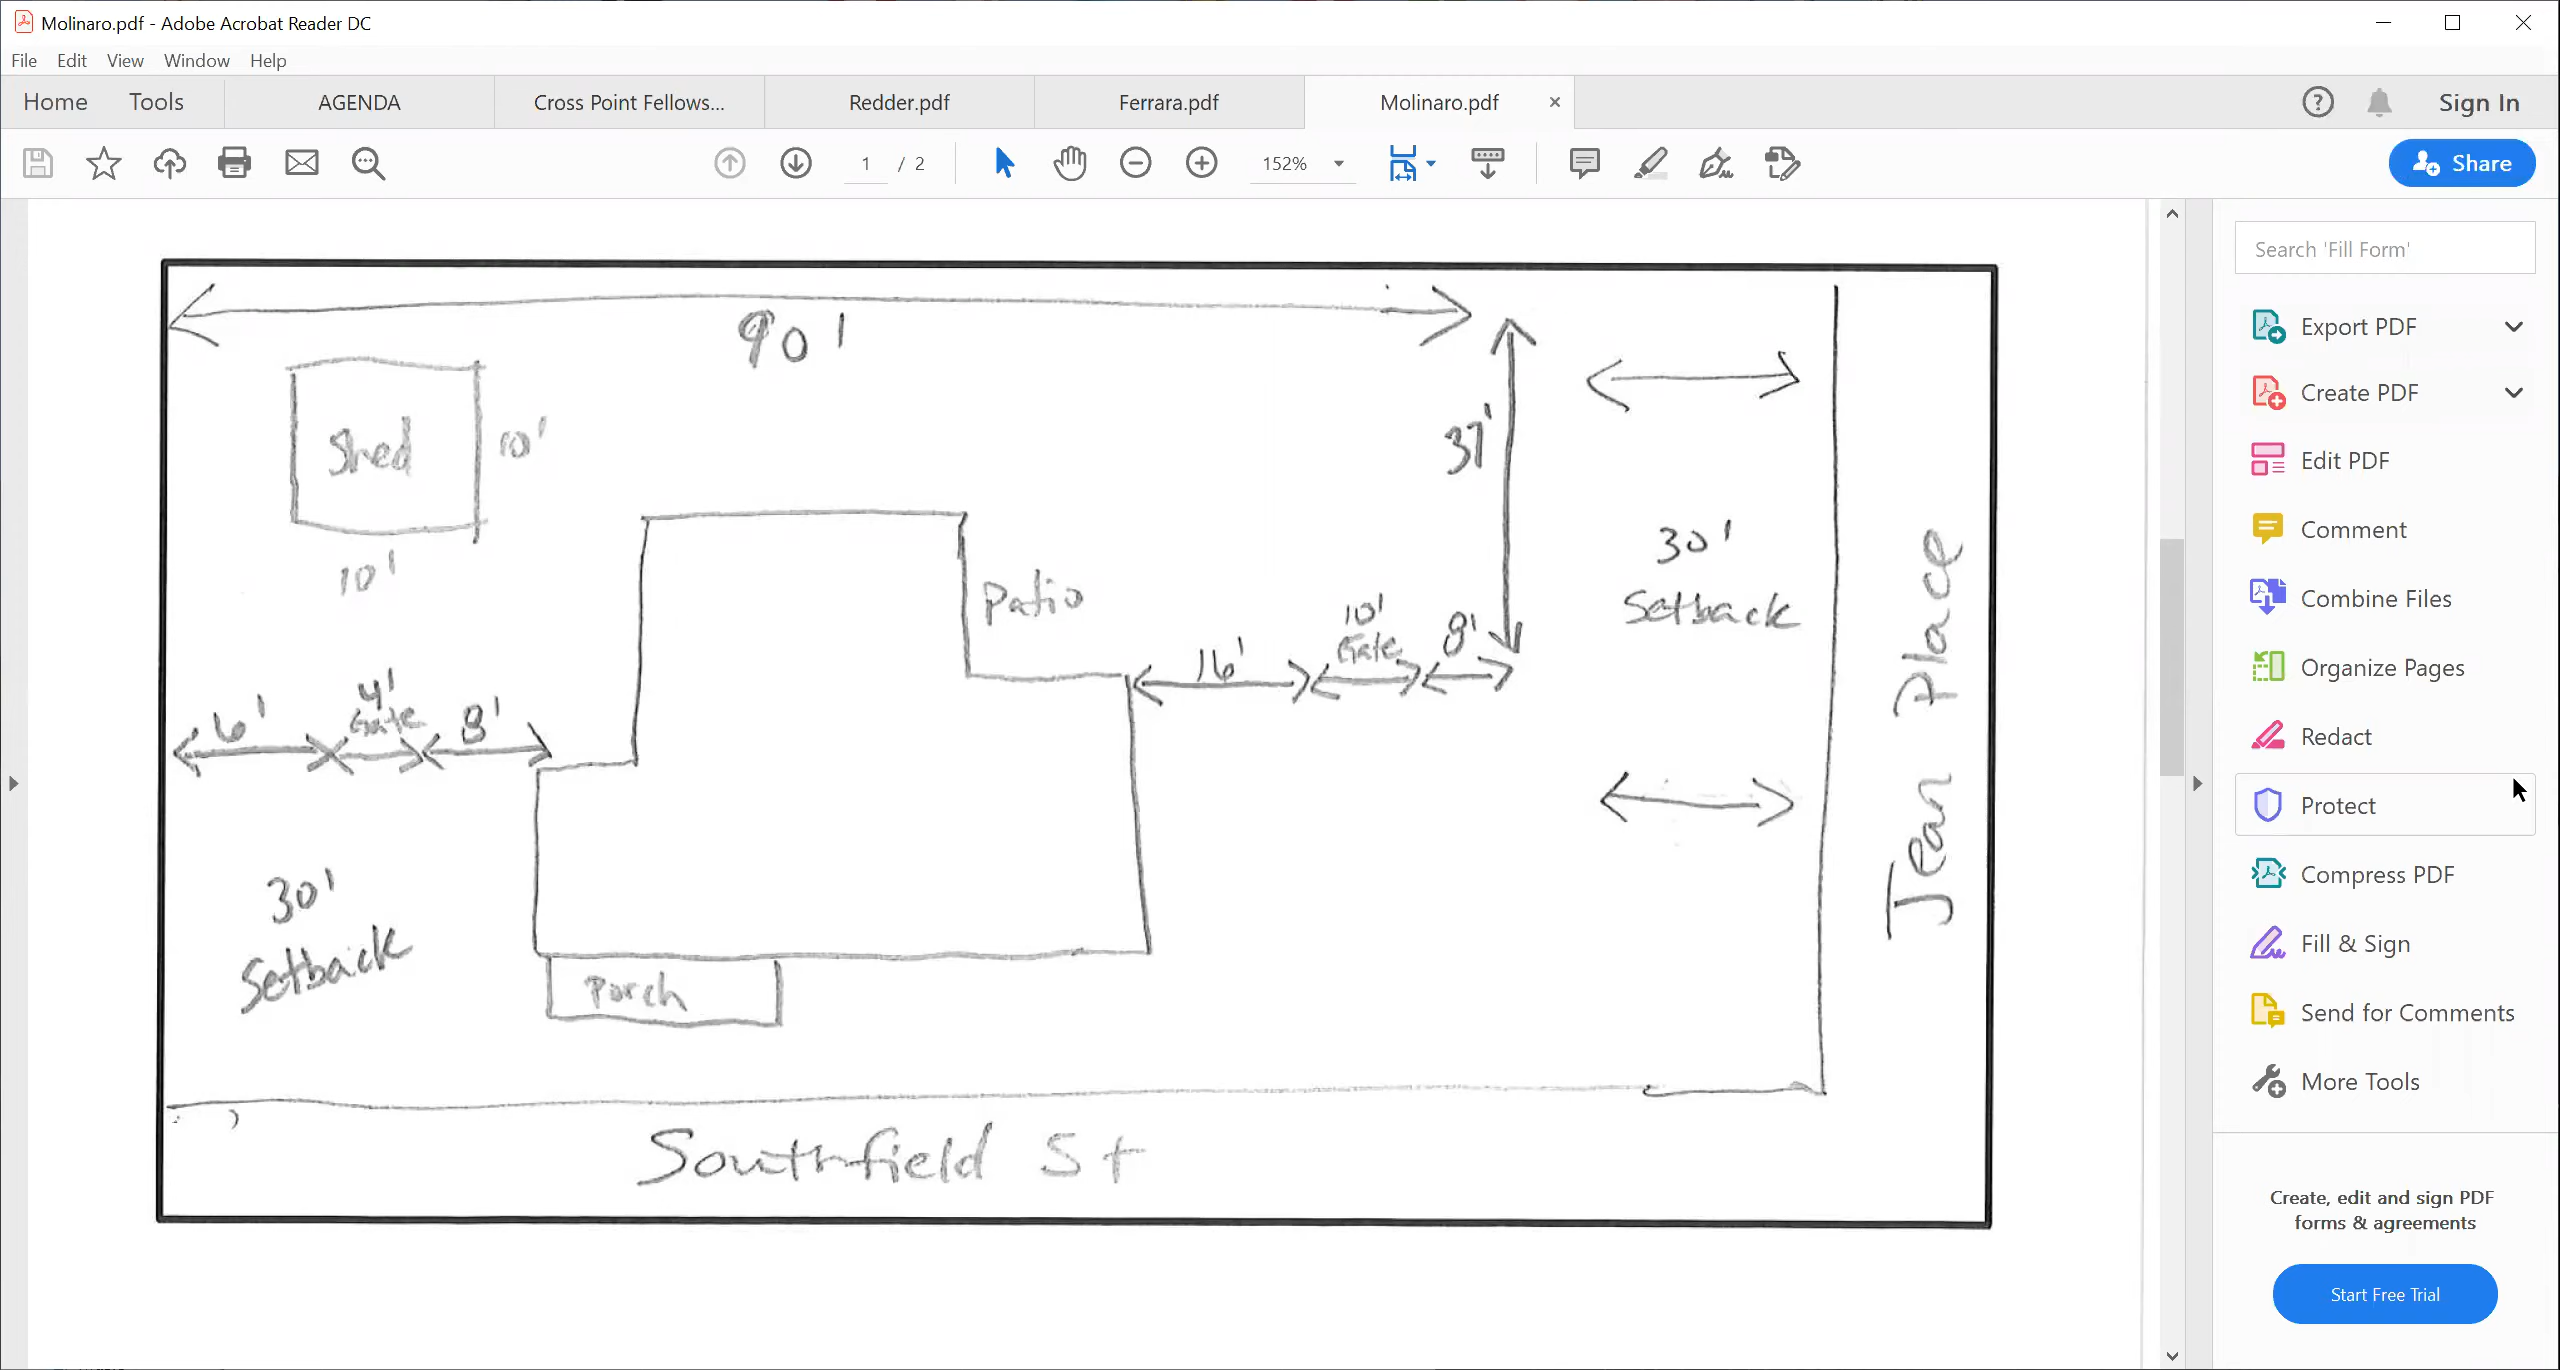 Molinaro.pdf - Adobe Acrobat Reader DC
File Edit View Window Help
Home Tools AGENDA Cross Point Fellows... Redder.pdf Ferrara.pdf Molinaro.pdf × Sign In
1 / 2 152% Share
Search 'Fill Form'
Export PDF
Create PDF
Edit PDF
Comment
Combine Files
Organize Pages
Redact
Protect
Compress PDF
Fill & Sign
Send for Comments
More Tools
Create, edit and sign PDF
forms & agreements
Start Free Trial
90'
Shed
10'
10'
37'
30'
Setback
Patio
16'
10'
Gate
8'
6'
4'
Gate
8'
30'
Setback
Porch
Jean Place
Southfield St